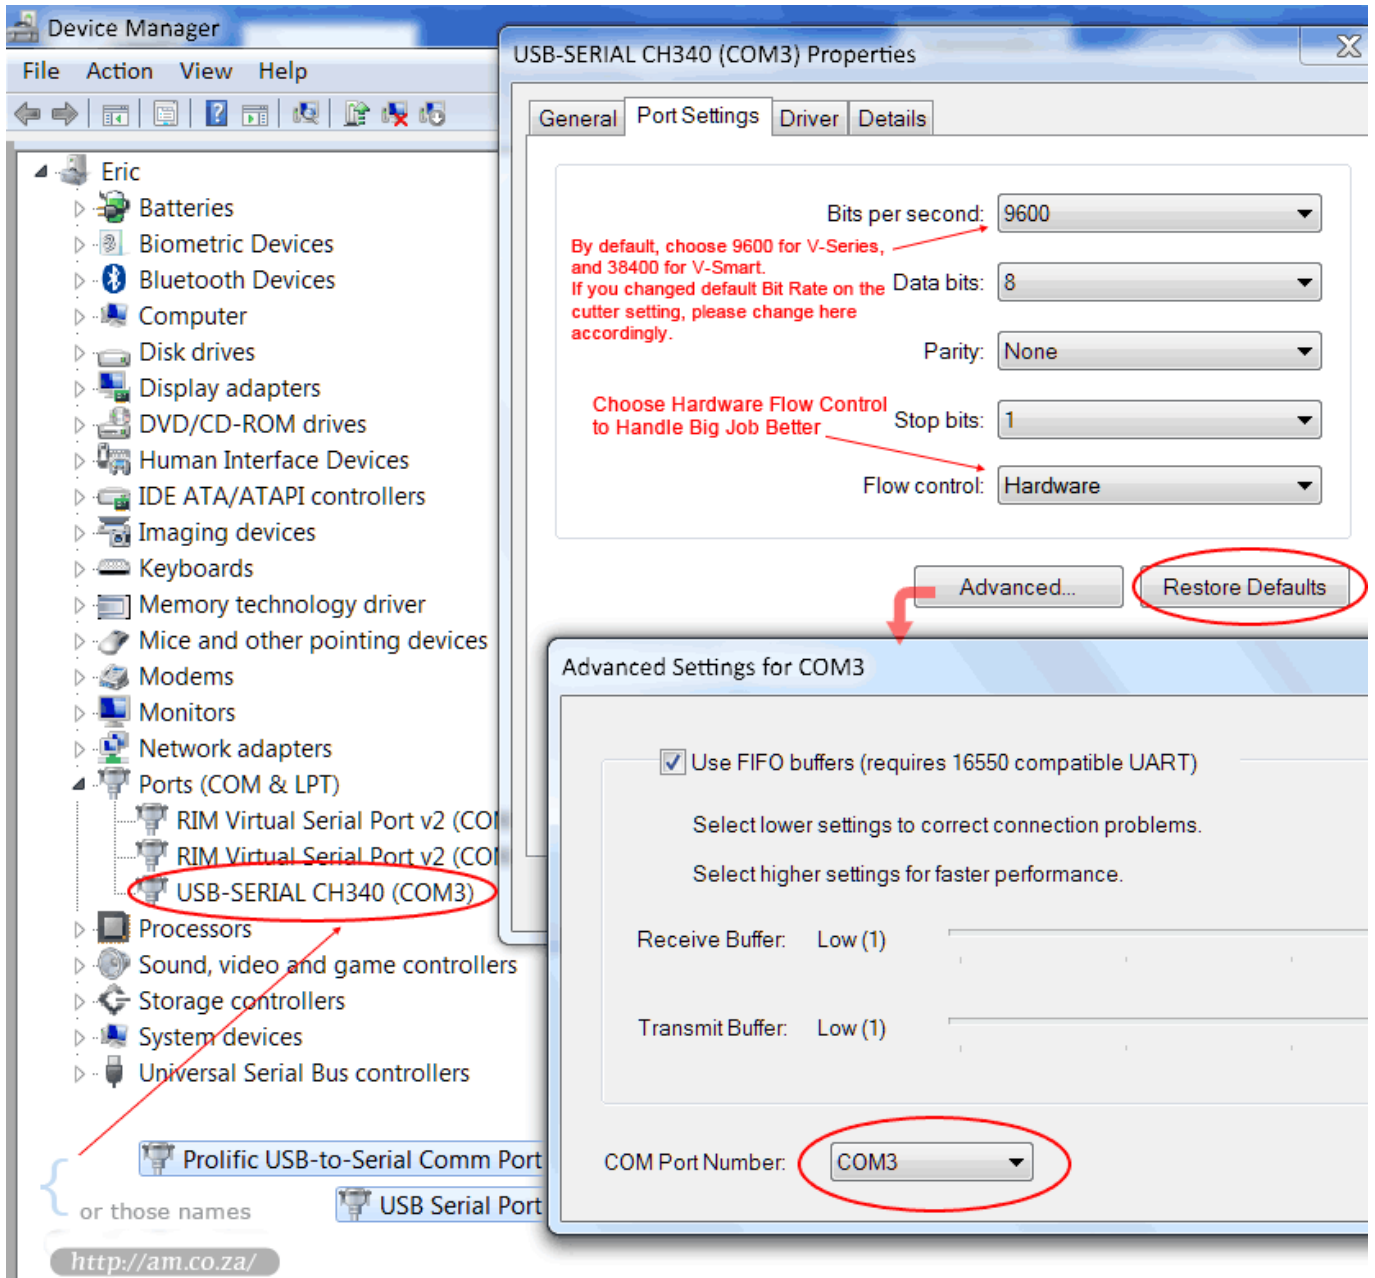 Device Manager
File Action View Help
Eric
Batteries
Biometric Devices
Bluetooth Devices
Computer
Disk drives
Display adapters
DVD/CD-ROM drives
Human Interface Devices
IDE ATA/ATAPI controllers
Imaging devices
Keyboards
Memory technology driver
Mice and other pointing devices
Modems
Monitors
Network adapters
Ports (COM & LPT)
RIM Virtual Serial Port v2 (CO
RIM Virtual Serial Port v2 (CO
USB-SERIAL CH340 (COM3)
Processors
Sound, video and game controllers
Storage controllers
System devices
Universal Serial Bus controllers
Prolific USB-to-Serial Comm Port
or those names
USB Serial Port
http://am.co.za/
USB-SERIAL CH340 (COM3) Properties
General Port Settings Driver Details
Bits per second: 9600
By default, choose 9600 for V-Series,
and 38400 for V-Smart.
If you changed default Bit Rate on the
cutter setting, please change here
accordingly.
Data bits: 8
Parity: None
Choose Hardware Flow Control
to Handle Big Job Better
Stop bits: 1
Flow control: Hardware
Advanced... Restore Defaults
Advanced Settings for COM3
Use FIFO buffers (requires 16550 compatible UART)
Select lower settings to correct connection problems.
Select higher settings for faster performance.
Receive Buffer: Low (1)
Transmit Buffer: Low (1)
COM Port Number: COM3